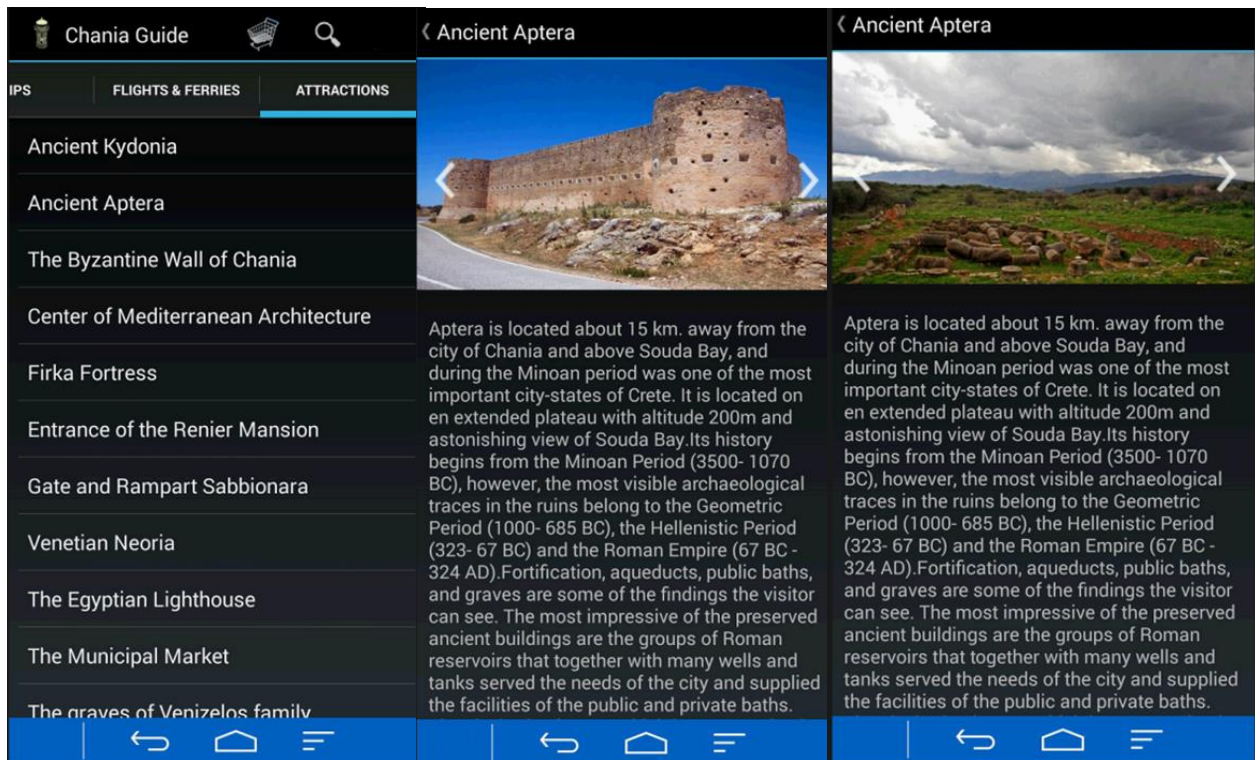 Chania Guide
IPS
FLIGHTS & FERRIES
ATTRACTIONS
Ancient Kydonia
Ancient Aptera
The Byzantine Wall of Chania
Center of Mediterranean Architecture
Firka Fortress
Entrance of the Renier Mansion
Gate and Rampart Sabbionara
Venetian Neoria
The Egyptian Lighthouse
The Municipal Market
The graves of Venizelos family
Ancient Aptera
Aptera is located about 15 km. away from the
city of Chania and above Souda Bay, and
during the Minoan period was one of the most
important city-states of Crete. It is located on
en extended plateau with altitude 200m and
astonishing view of Souda Bay.Its history
begins from the Minoan Period (3500- 1070
BC), however, the most visible archaeological
traces in the ruins belong to the Geometric
Period (1000- 685 BC), the Hellenistic Period
(323- 67 BC) and the Roman Empire (67 BC -
324 AD).Fortification, aqueducts, public baths,
and graves are some of the findings the visitor
can see. The most impressive of the preserved
ancient buildings are the groups of Roman
reservoirs that together with many wells and
tanks served the needs of the city and supplied
the facilities of the public and private baths.
Ancient Aptera
Aptera is located about 15 km. away from the
city of Chania and above Souda Bay, and
during the Minoan period was one of the most
important city-states of Crete. It is located on
en extended plateau with altitude 200m and
astonishing view of Souda Bay.Its history
begins from the Minoan Period (3500- 1070
BC), however, the most visible archaeological
traces in the ruins belong to the Geometric
Period (1000- 685 BC), the Hellenistic Period
(323- 67 BC) and the Roman Empire (67 BC -
324 AD).Fortification, aqueducts, public baths,
and graves are some of the findings the visitor
can see. The most impressive of the preserved
ancient buildings are the groups of Roman
reservoirs that together with many wells and
tanks served the needs of the city and supplied
the facilities of the public and private baths.